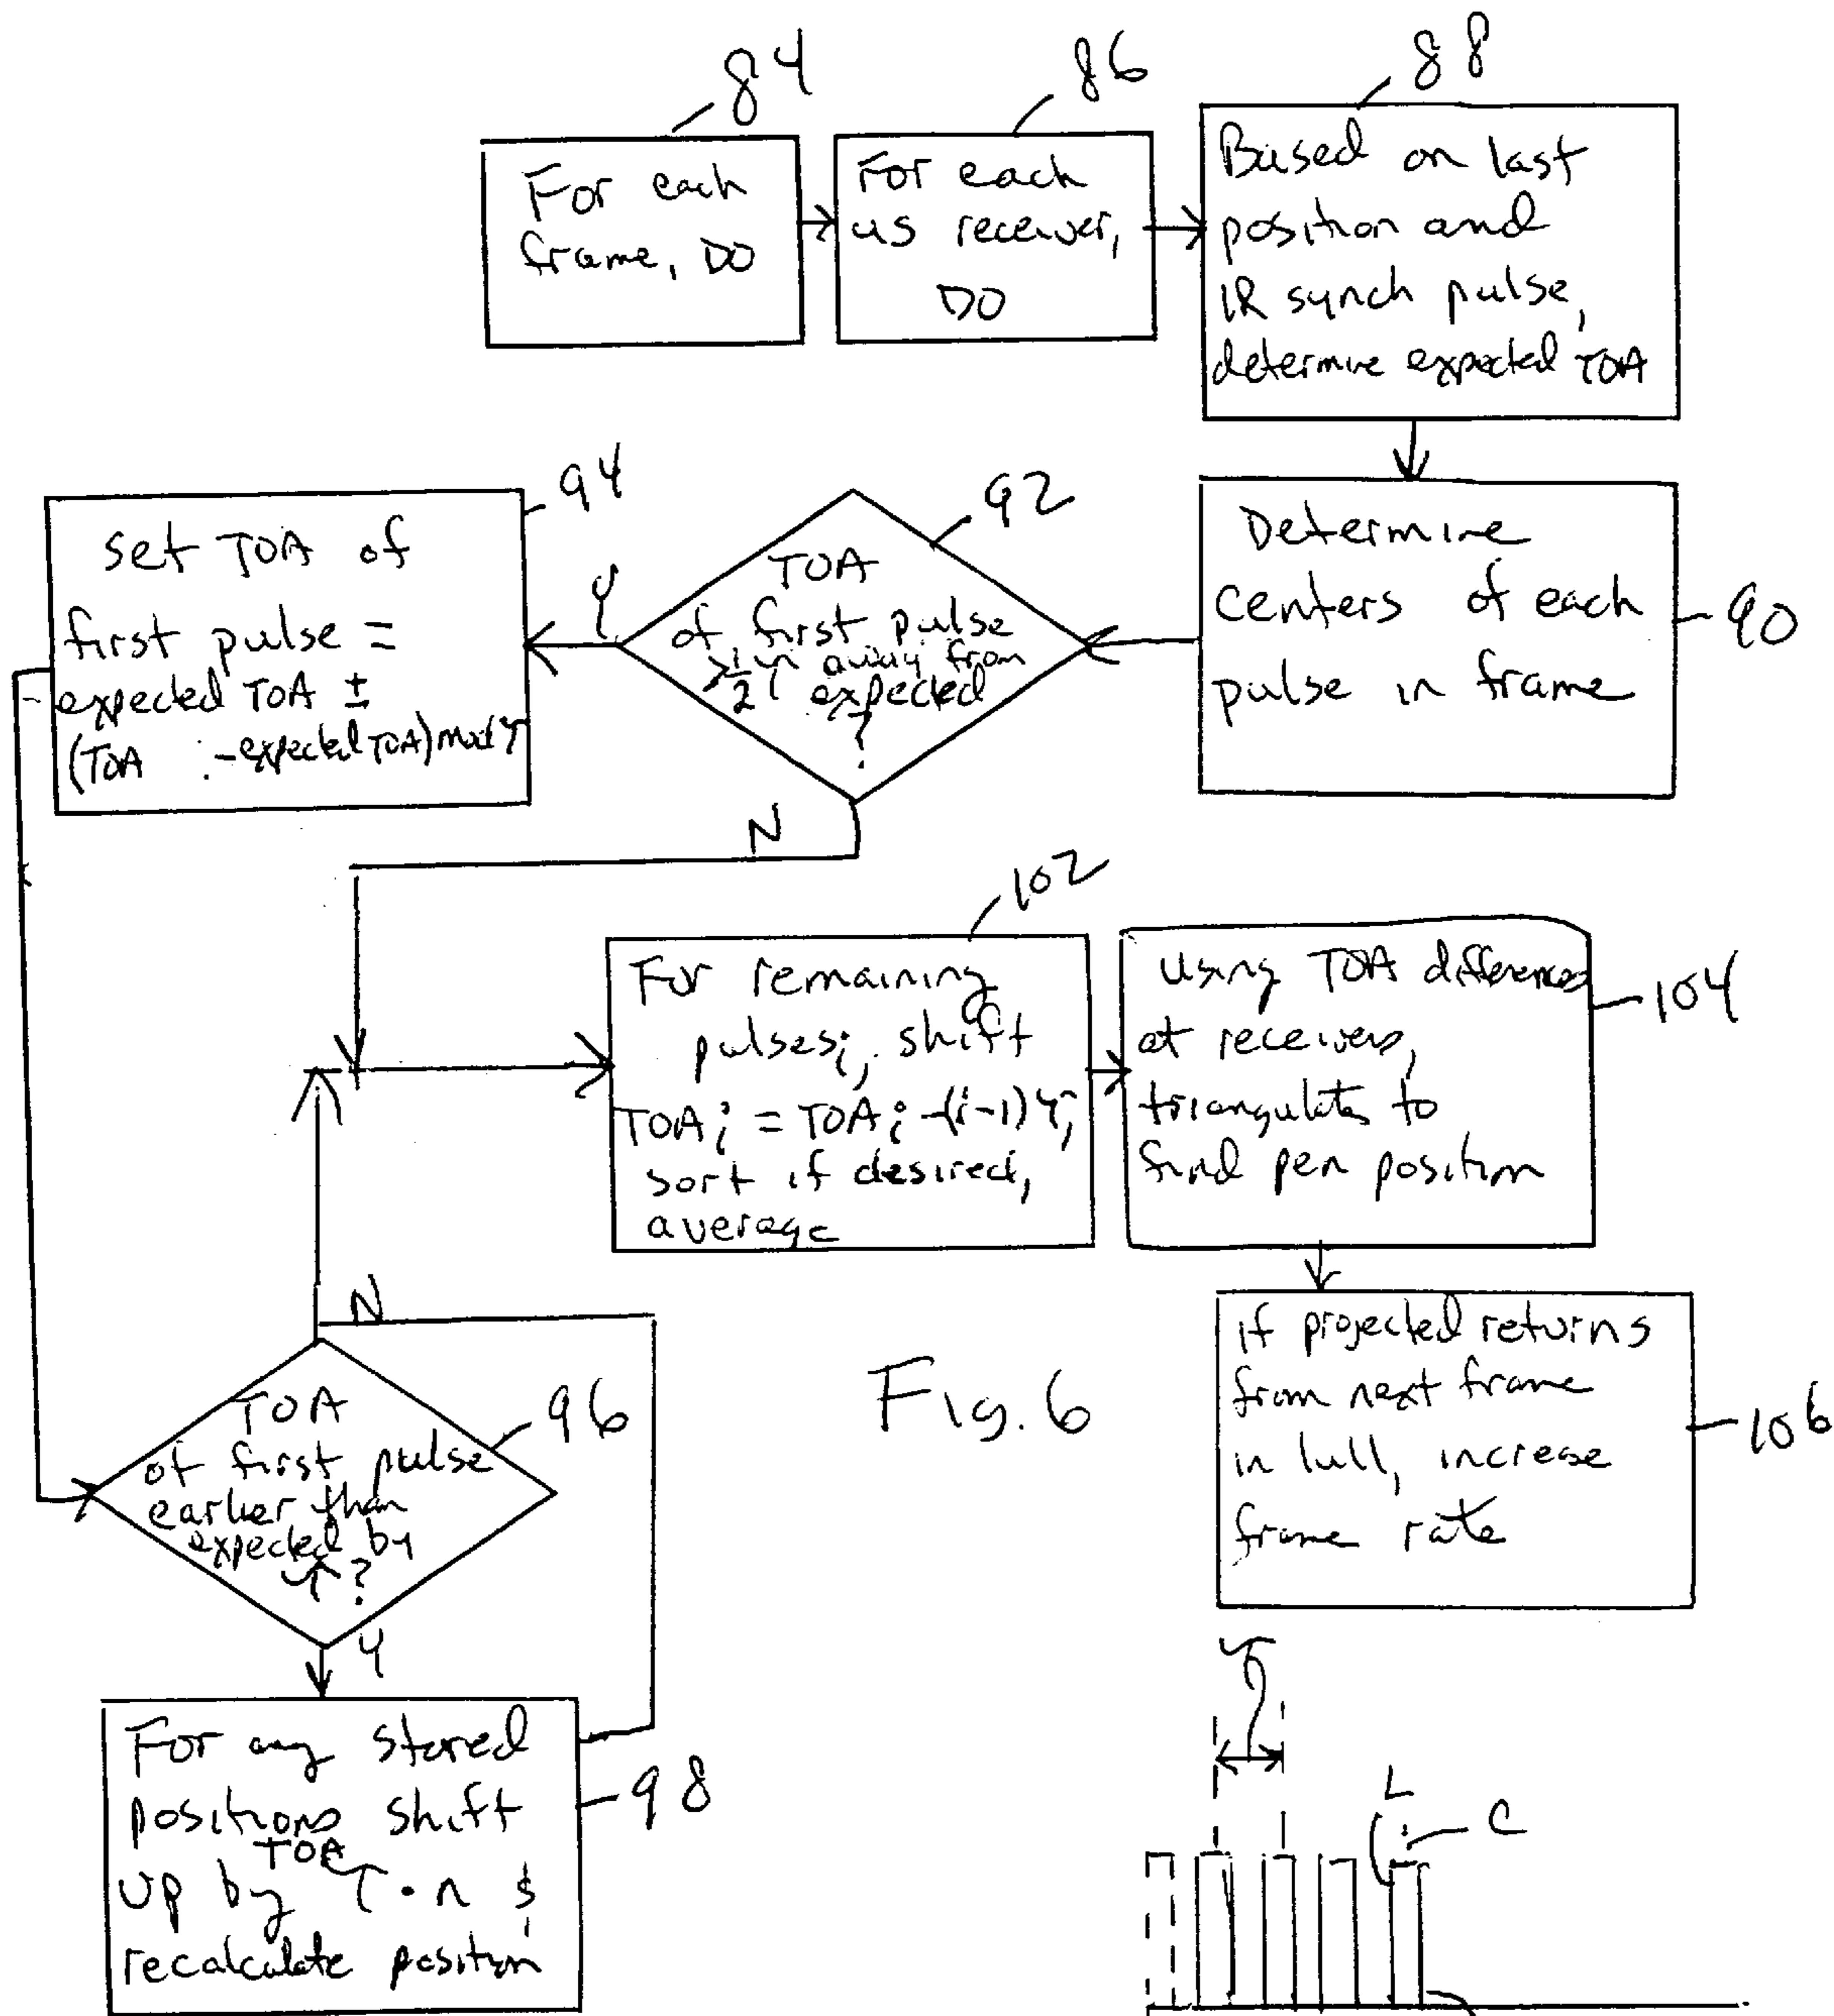 84
For each
frame, DO
86
For each
us receiver,
DO
88
Based on last
position and
IR synch pulse,
determine expected TOA
90
Determine
centers of each
pulse in frame
92
TOA
of first pulse
>½τ away from
expected
?
Y
N
94
set TOA of
first pulse =
expected TOA ±
(TOA - expected TOA) mod τ
102
For remaining
pulses i, shift
TOA i = TOA i -(i-1)τ;
sort if desired,
average
104
using TOA differences
at receivers,
triangulate to
find pen position
106
if projected returns
from next frame
in lull, increase
frame rate
96
TOA
of first pulse
earlier than
expected by
τ?
N
Y
98
For any stored
positions shift
TOA
up by τ • n &
recalculate position
Fig. 6
τ
L
C